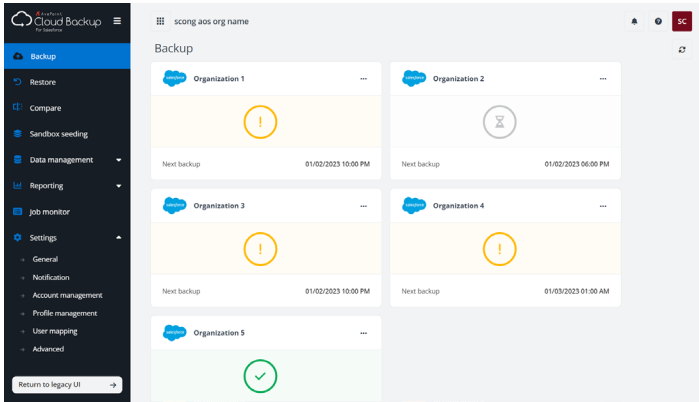 AvePoint
Cloud Backup
For Salesforce
scong aos org name
SC
Backup
Restore
Compare
Sandbox seeding
Data management
Reporting
Job monitor
Settings
General
Notification
Account management
Profile management
User mapping
Advanced
Return to legacy UI
Backup
salesforce
Organization 1
Next backup
01/02/2023 10:00 PM
salesforce
Organization 2
Next backup
01/02/2023 06:00 PM
salesforce
Organization 3
Next backup
01/02/2023 10:00 PM
salesforce
Organization 4
Next backup
01/03/2023 01:00 AM
salesforce
Organization 5